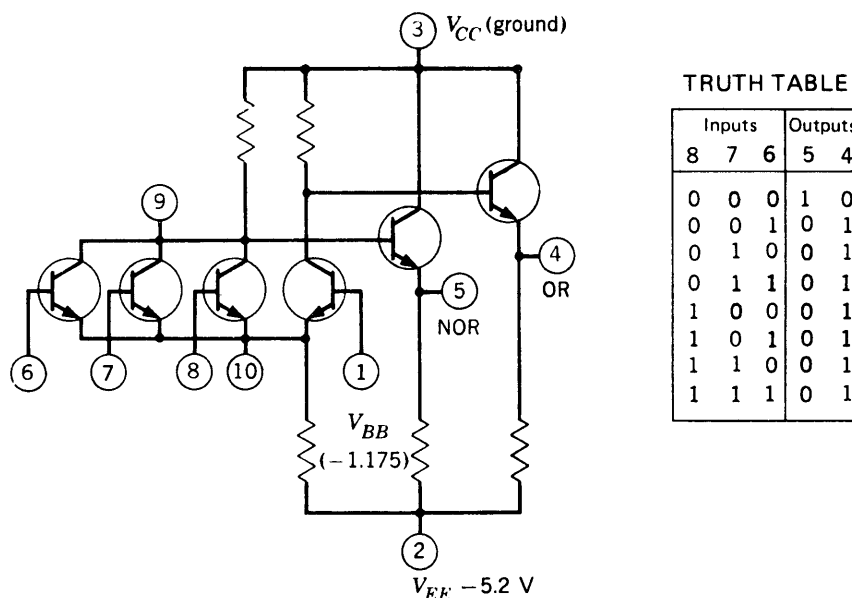 3 V_CC (ground)
TRUTH TABLE
Inputs Outputs
8 7 6 5 4
0 0 0 1 0
0 0 1 0 1
0 1 0 0 1
0 1 1 0 1
1 0 0 0 1
1 0 1 0 1
1 1 0 0 1
1 1 1 0 1
9
4
OR
5
NOR
6 7 8 10 1
V_BB
(−1.175)
2
V_EE −5.2 V